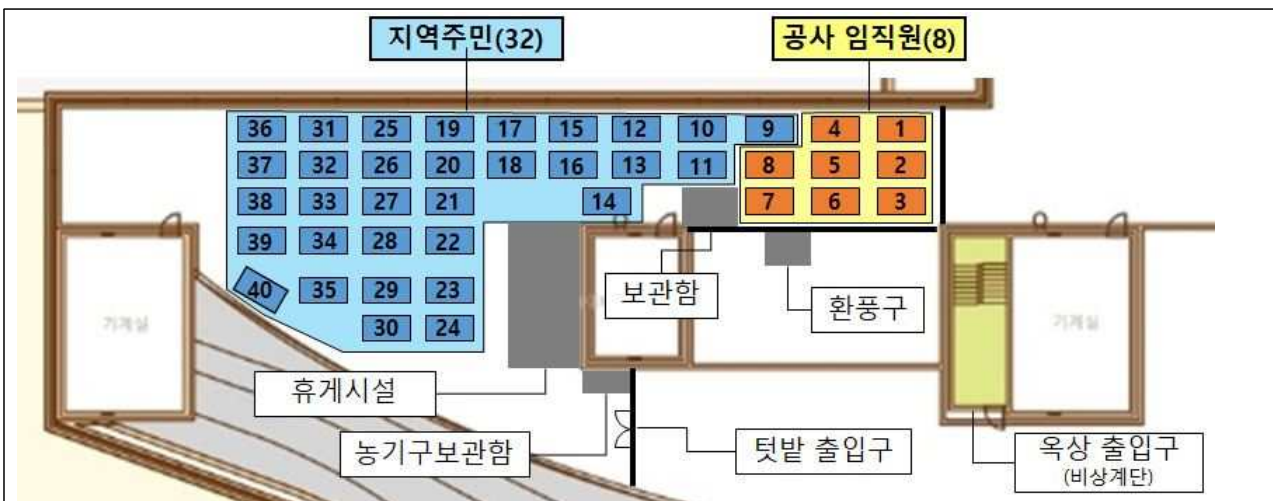 지역주민(32)
공사 임직원(8)
36 31 25 19 17 15 12 10 9 4 1
37 32 26 20 18 16 13 11 8 5 2
38 33 27 21 14 7 6 3
39 34 28 22
40 35 29 23
30 24
보관함
환풍구
기계실
기계실
휴게시설
농기구보관함
텃밭 출입구
옥상 출입구
(비상계단)